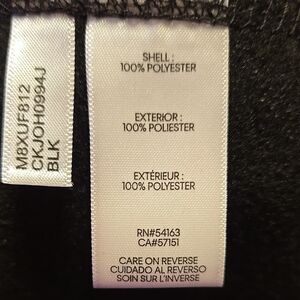 M8XUF812
CKJOH0994J
BLK
SHELL :
100% POLYESTER
EXTERIOR :
100% POLIESTER
EXTÉRIEUR :
100% POLYESTER
RN#54163
CA#57151
CARE ON REVERSE
CUIDADO AL REVERSO
SOIN SUR L'INVERSE